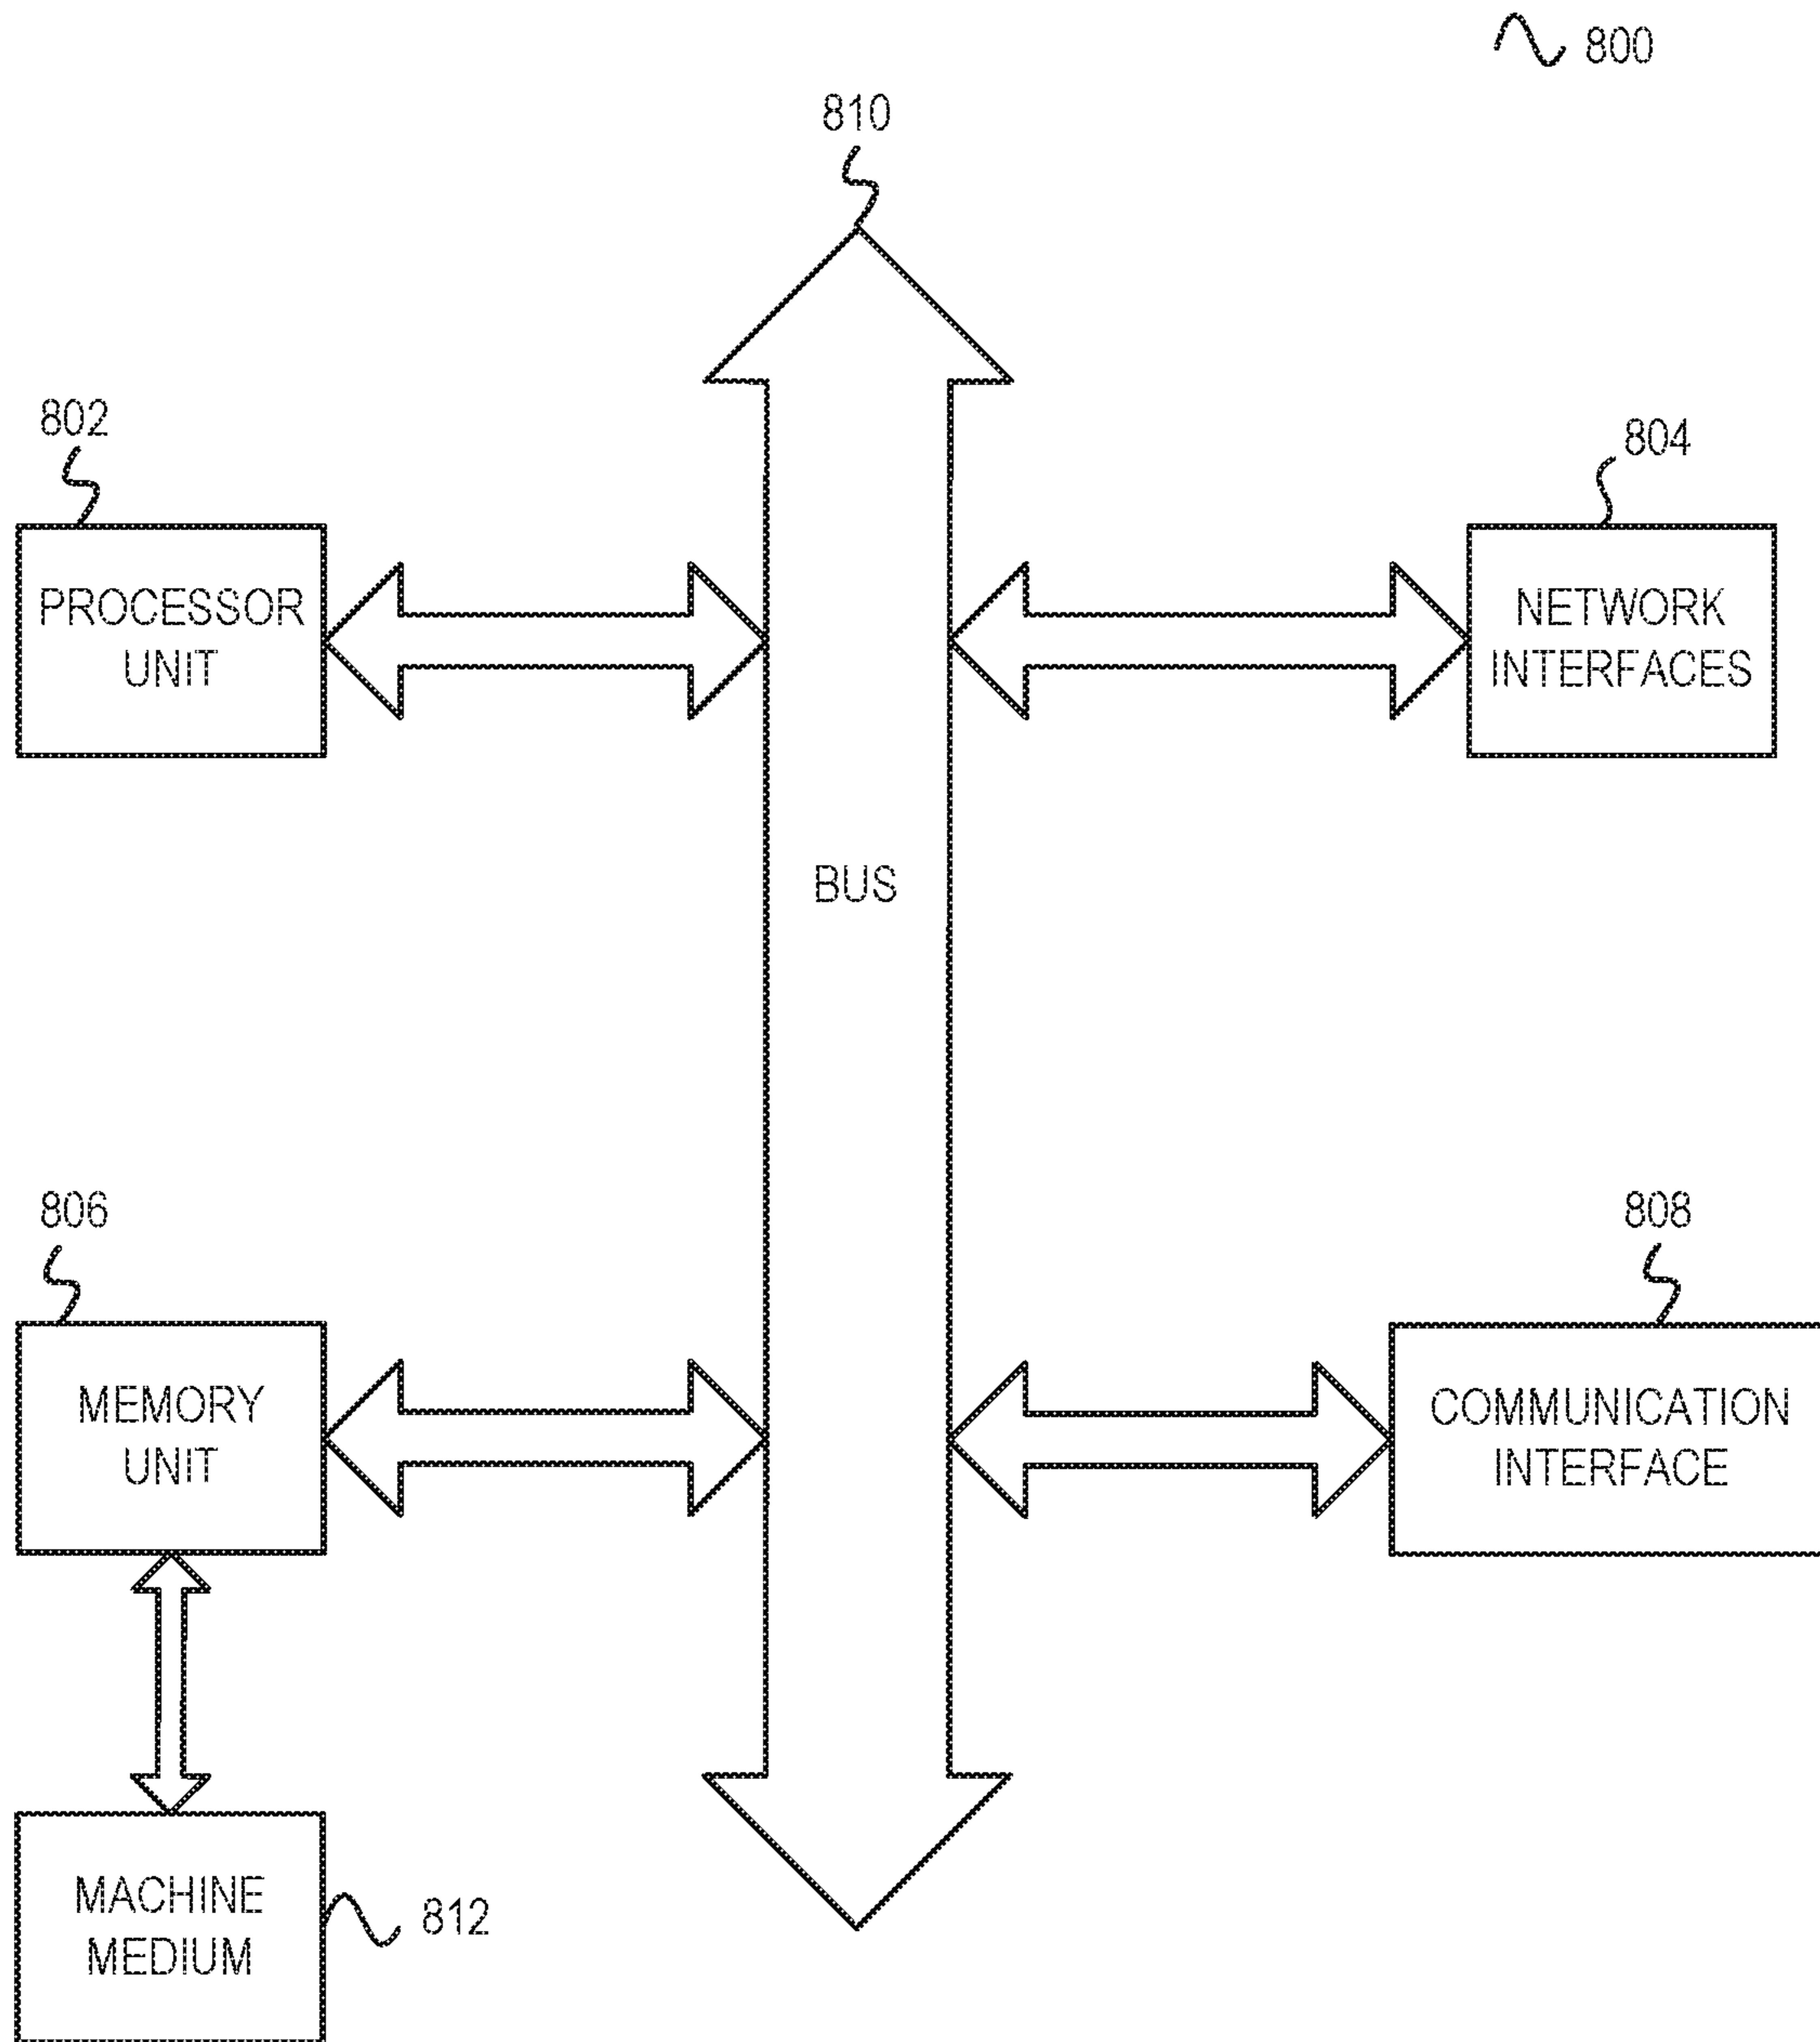 800
810
802
804
PROCESSOR
UNIT
NETWORK
INTERFACES
BUS
806
808
MEMORY
UNIT
COMMUNICATION
INTERFACE
MACHINE
MEDIUM
812